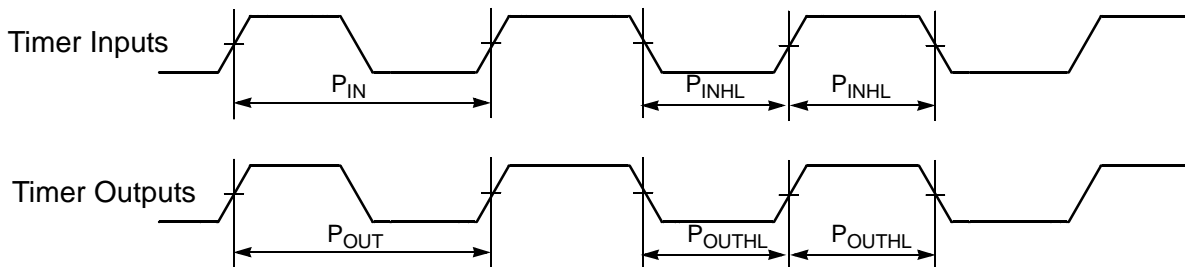 Timer Inputs
P_IN P_INHL P_INHL
Timer Outputs
P_OUT P_OUTHL P_OUTHL